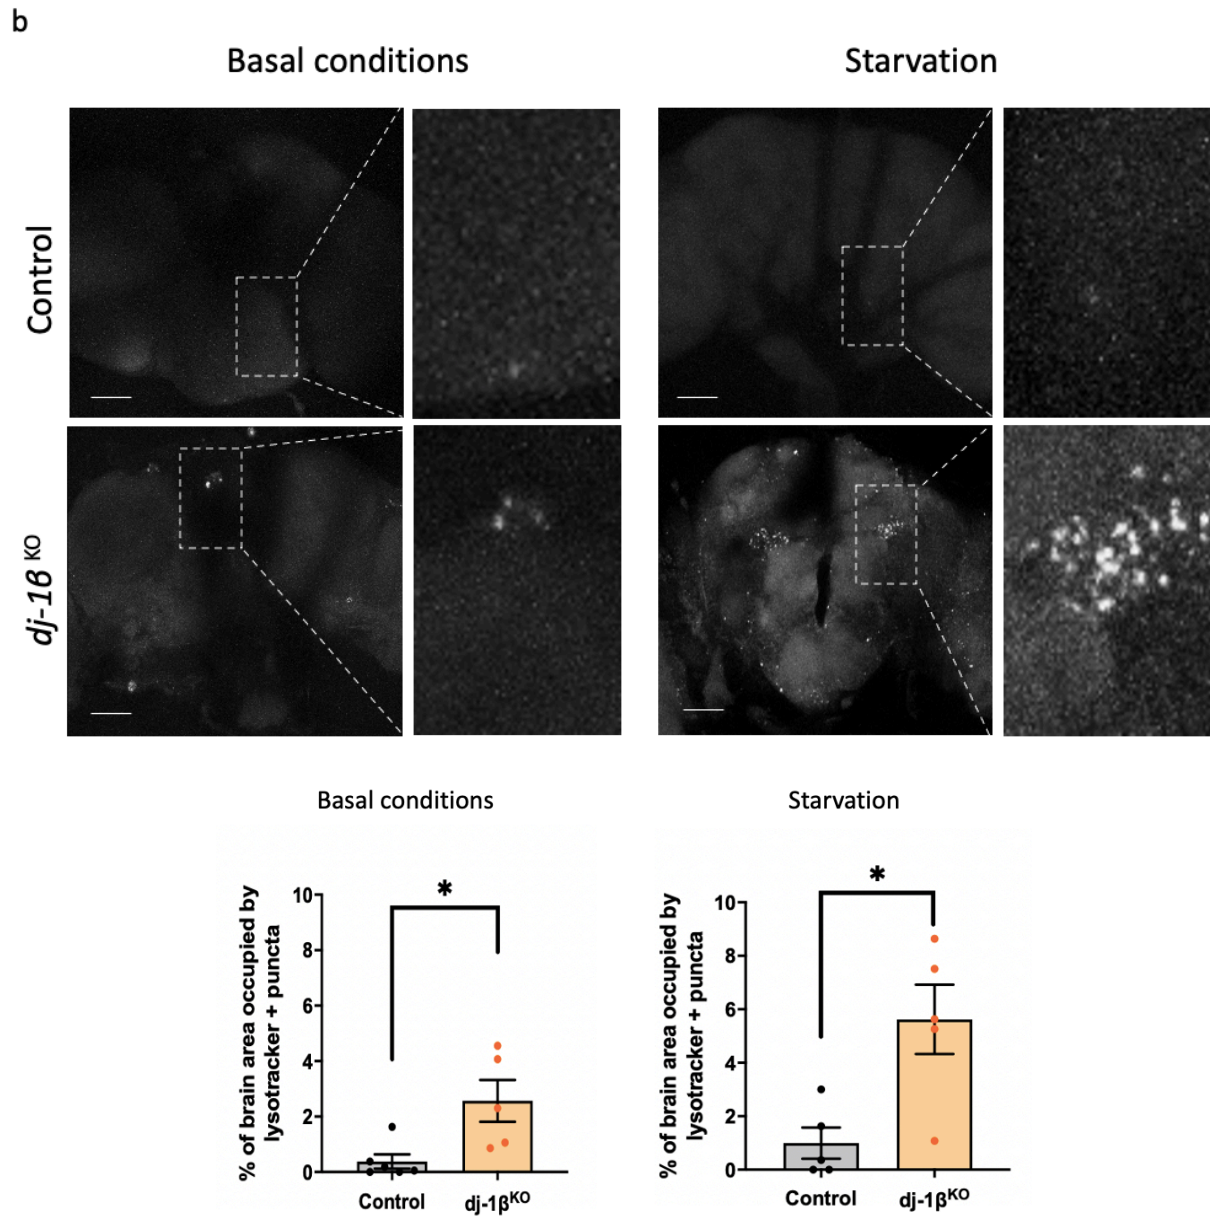 b
Basal conditions
Starvation
Control
dj-1β KO
Basal conditions
Starvation
% of brain area occupied by
lysotracker + puncta
10
8
6
4
2
0
*
Control
dj-1βKO
% of brain area occupied by
lysotracker + puncta
10
8
6
4
2
0
*
Control
dj-1βKO